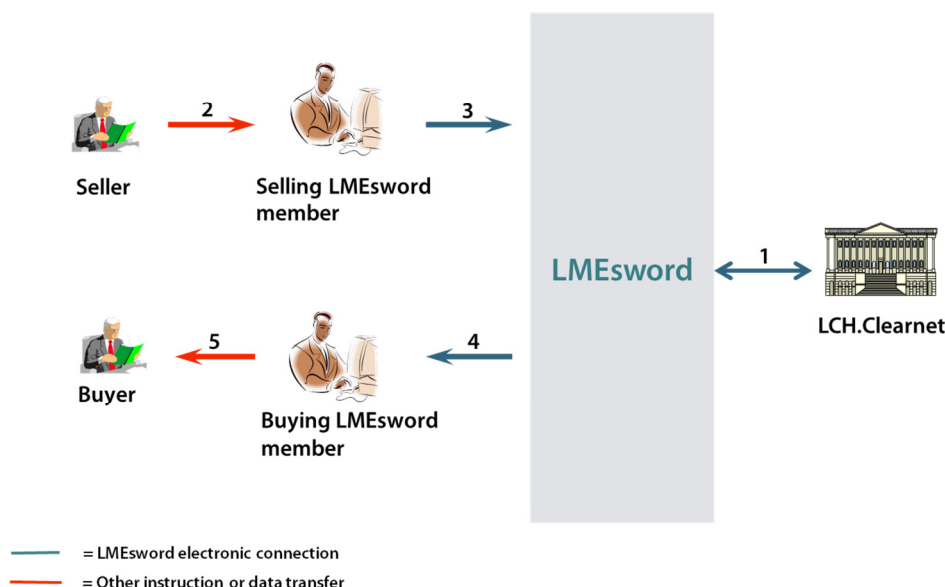 2
3
Seller
Selling LMEsword
member
LMEsword
1
LCH.Clearnet
5
4
Buyer
Buying LMEsword
member
= LMEsword electronic connection
= Other instruction or data transfer